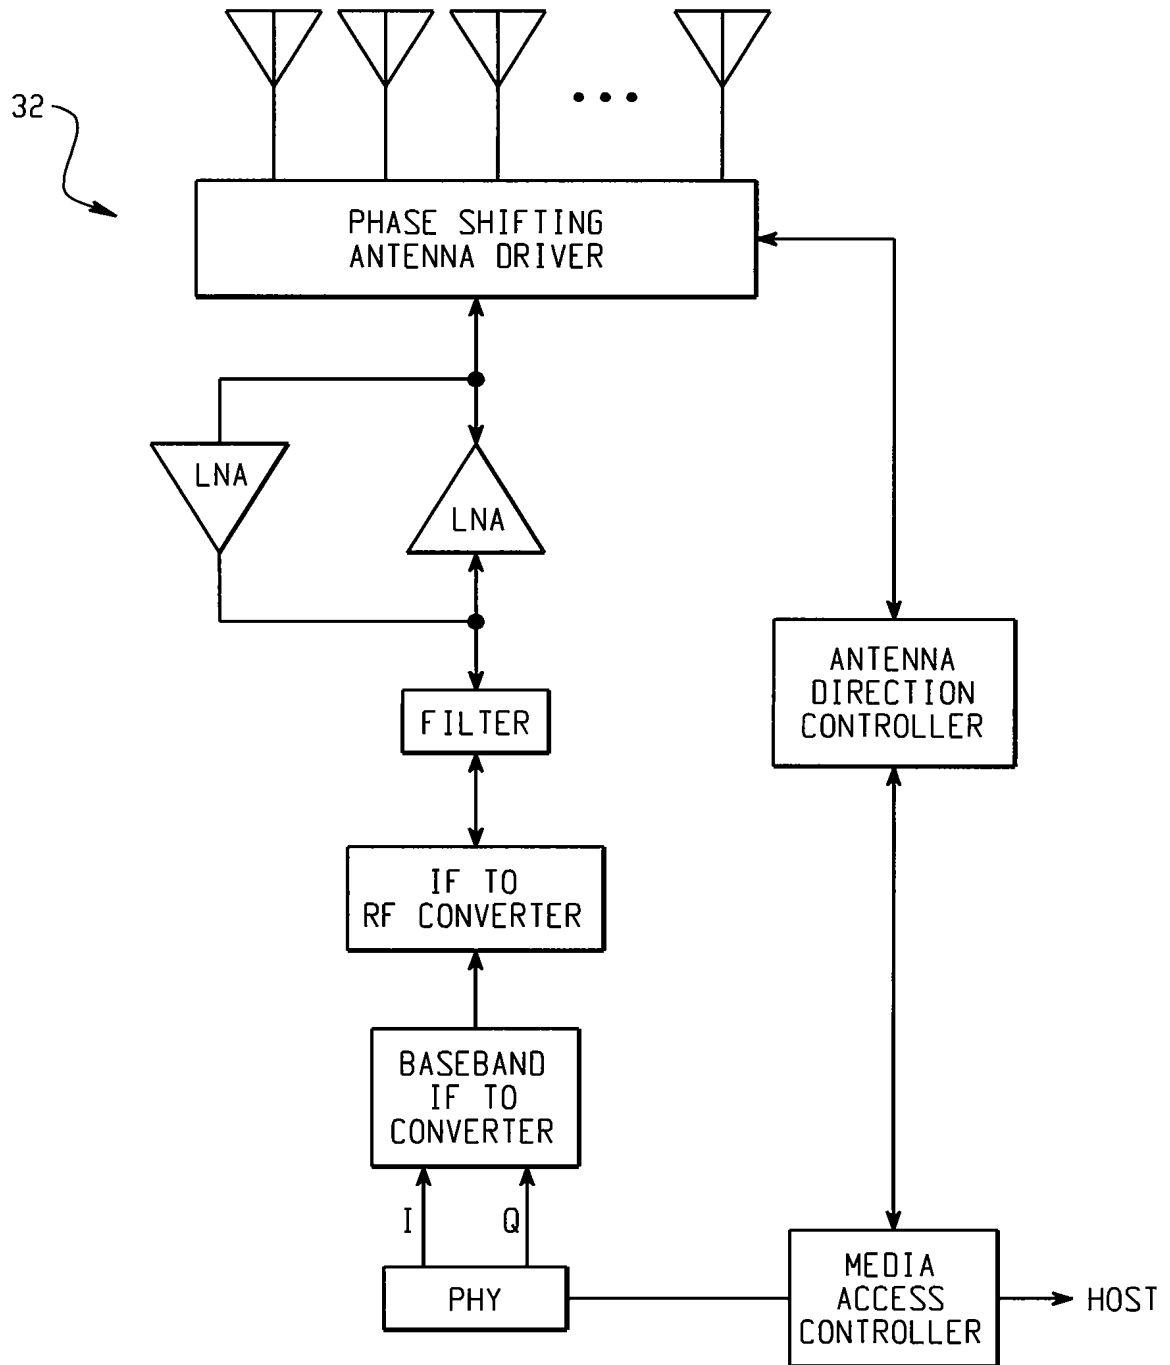 32
PHASE SHIFTING
ANTENNA DRIVER
LNA
LNA
ANTENNA
DIRECTION
CONTROLLER
FILTER
IF TO
RF CONVERTER
BASEBAND
IF TO
CONVERTER
I
Q
PHY
MEDIA
ACCESS
CONTROLLER
HOST